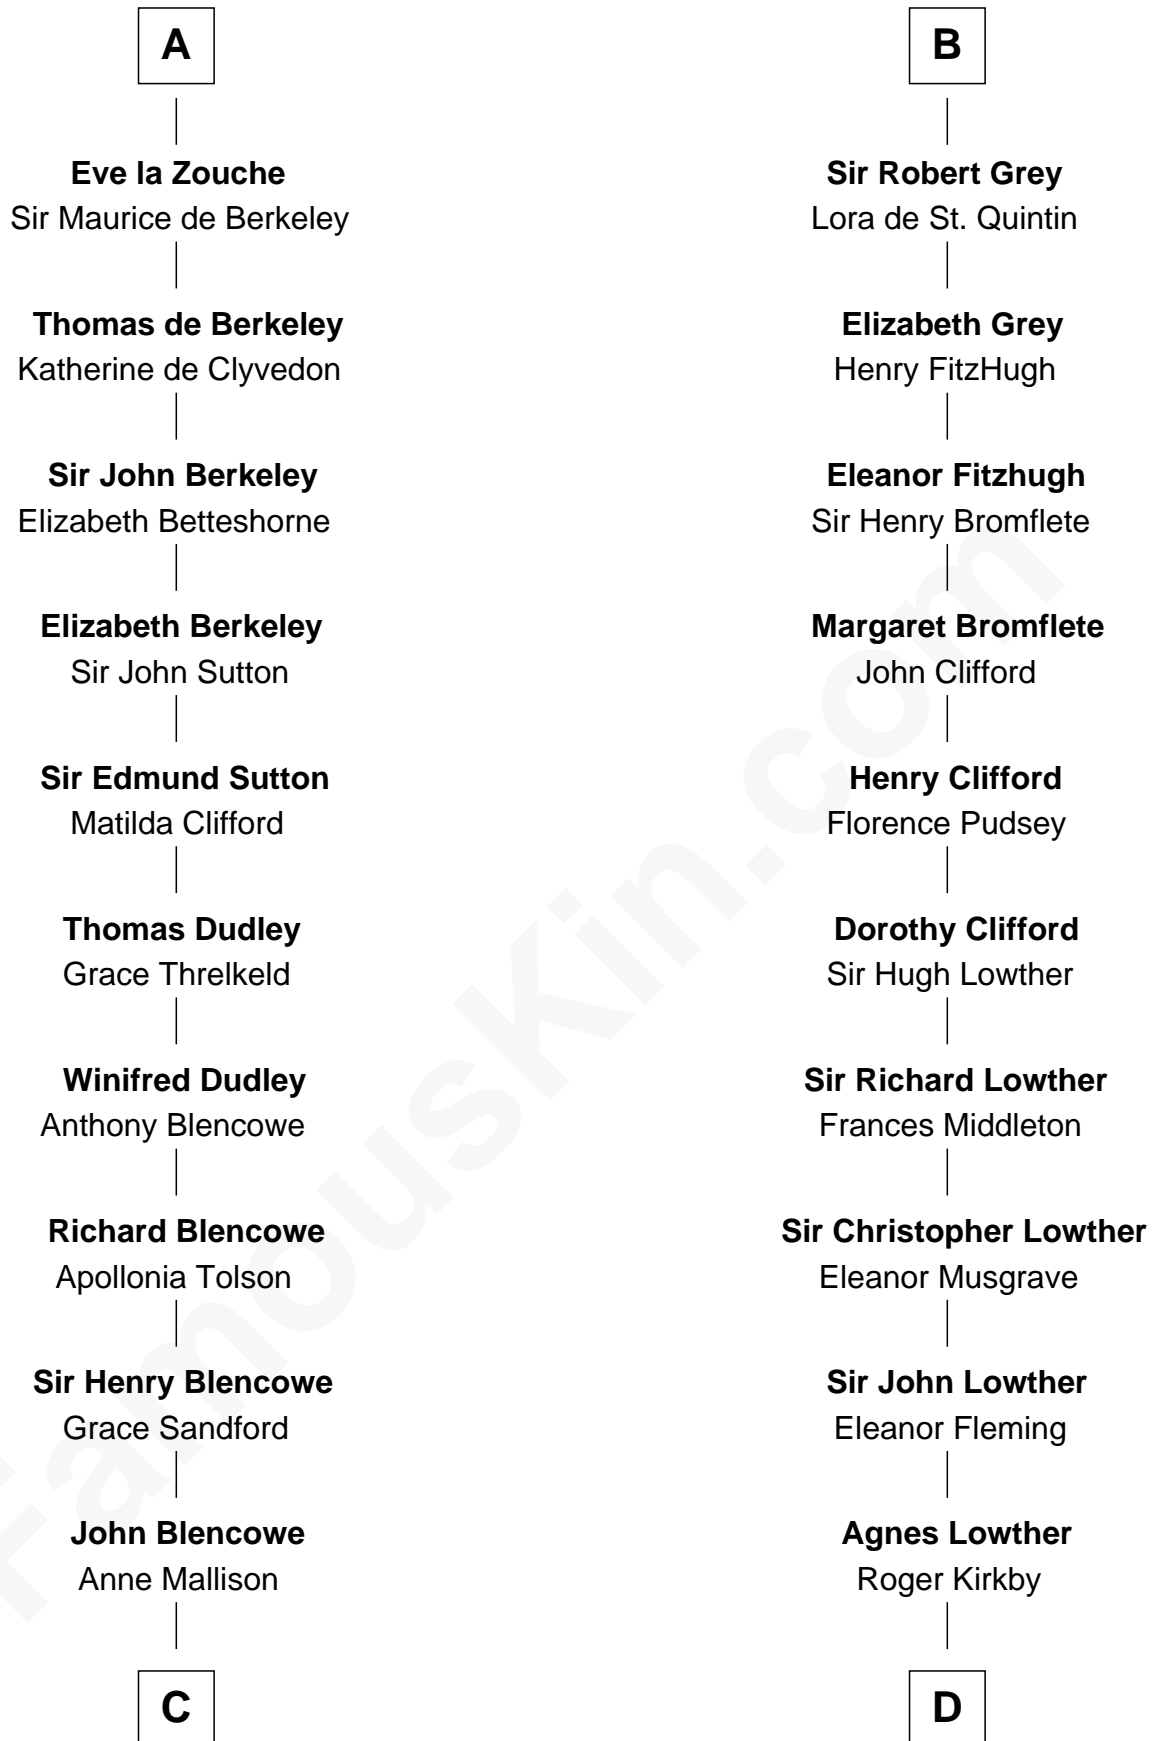 A
Eve la Zouche
Sir Maurice de Berkeley
Thomas de Berkeley
Katherine de Clyvedon
Sir John Berkeley
Elizabeth Betteshorne
Elizabeth Berkeley
Sir John Sutton
Sir Edmund Sutton
Matilda Clifford
Thomas Dudley
Grace Threlkeld
Winifred Dudley
Anthony Blencowe
Richard Blencowe
Apollonia Tolson
Sir Henry Blencowe
Grace Sandford
John Blencowe
Anne Mallison
C
B
Sir Robert Grey
Lora de St. Quintin
Elizabeth Grey
Henry FitzHugh
Eleanor Fitzhugh
Sir Henry Bromflete
Margaret Bromflete
John Clifford
Henry Clifford
Florence Pudsey
Dorothy Clifford
Sir Hugh Lowther
Sir Richard Lowther
Frances Middleton
Sir Christopher Lowther
Eleanor Musgrave
Sir John Lowther
Eleanor Fleming
Agnes Lowther
Roger Kirkby
D
FamousKin.com